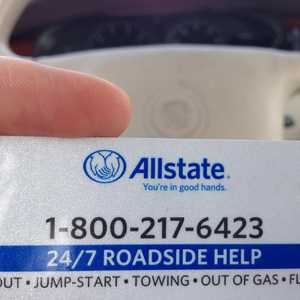 Allstate.
You're in good hands.
1-800-217-6423
24/7 ROADSIDE HELP
OUT • JUMP-START • TOWING • OUT OF GAS •